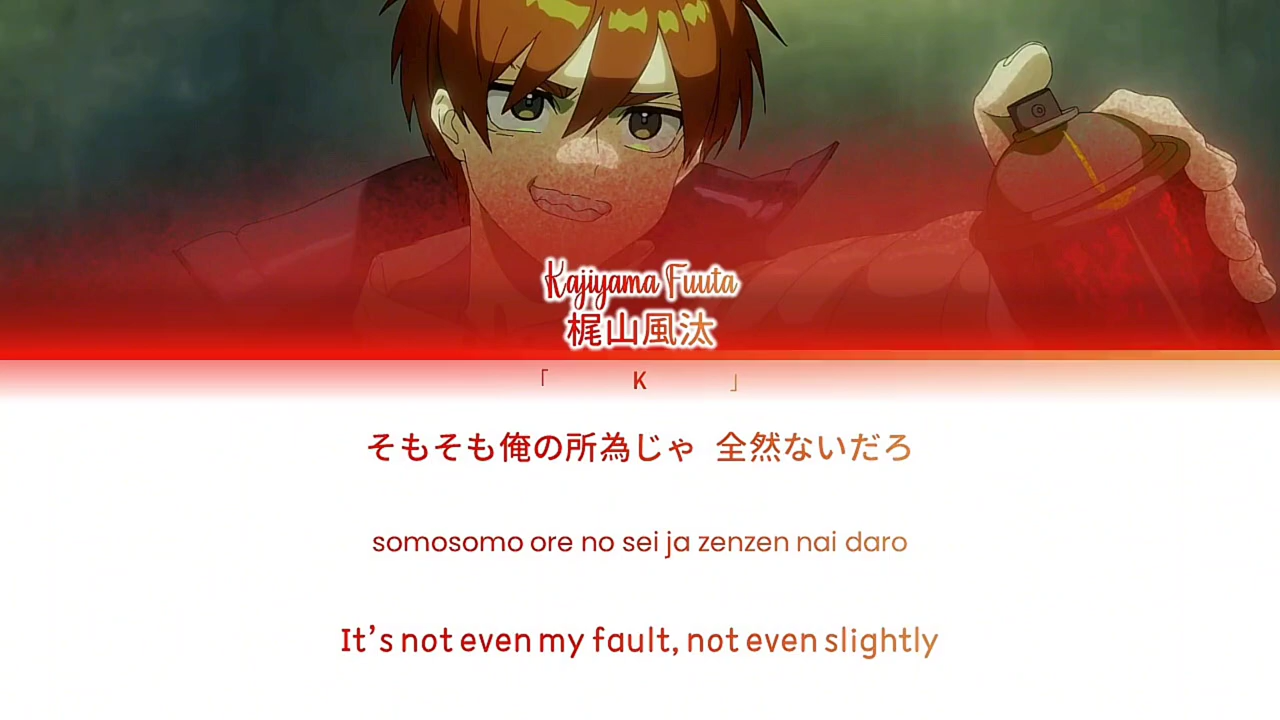 Kajiyama Fuuta
梶山風汰
「 K 」
そもそも俺の所為じゃ 全然ないだろ
somosomo ore no sei ja zenzen nai daro
It's not even my fault, not even slightly